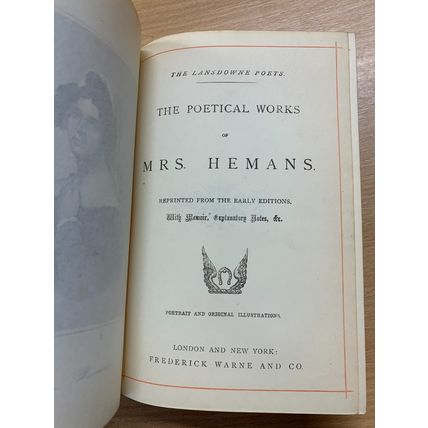 THE LANSDOWNE POETS.
THE POETICAL WORKS
OF
MRS. HEMANS.
REPRINTED FROM THE EARLY EDITIONS,
With Memoir, Explanatory Notes, &c.
PORTRAIT AND ORIGINAL ILLUSTRATIONS.
LONDON AND NEW YORK:
FREDERICK WARNE AND CO.